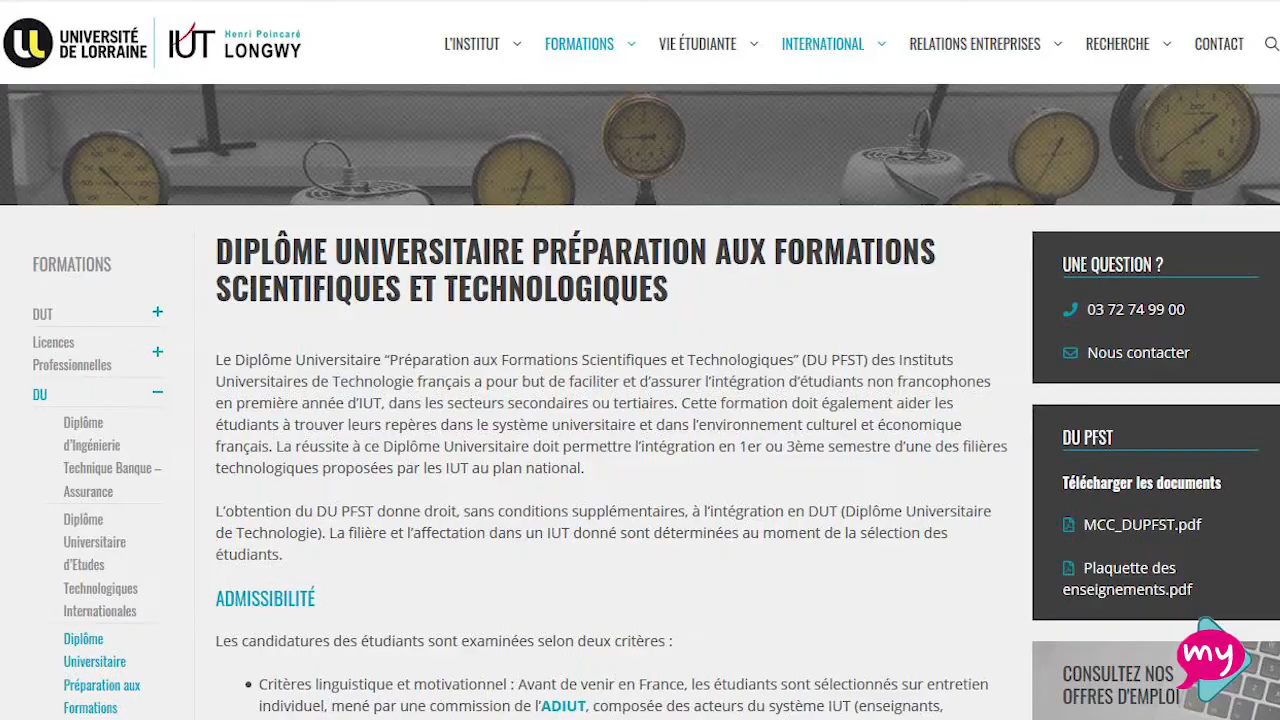 UNIVERSITÉ
DE LORRAINE
IUT Henri Poincaré
LONGWY
L'INSTITUT
FORMATIONS
VIE ÉTUDIANTE
INTERNATIONAL
RELATIONS ENTREPRISES
RECHERCHE
CONTACT
FORMATIONS
DUT
Licences
Professionnelles
DU
Diplôme
d'Ingénierie
Technique Banque –
Assurance
Diplôme
Universitaire
d'Etudes
Technologiques
Internationales
Diplôme
Universitaire
Préparation aux
Formations
DIPLÔME UNIVERSITAIRE PRÉPARATION AUX FORMATIONS
SCIENTIFIQUES ET TECHNOLOGIQUES
Le Diplôme Universitaire “Préparation aux Formations Scientifiques et Technologiques” (DU PFST) des Instituts
Universitaires de Technologie français a pour but de faciliter et d’assurer l’intégration d’étudiants non francophones
en première année d’IUT, dans les secteurs secondaires ou tertiaires. Cette formation doit également aider les
étudiants à trouver leurs repères dans le système universitaire et dans l’environnement culturel et économique
français. La réussite à ce Diplôme Universitaire doit permettre l’intégration en 1er ou 3ème semestre d’une des filières
technologiques proposées par les IUT au plan national.
L’obtention du DU PFST donne droit, sans conditions supplémentaires, à l’intégration en DUT (Diplôme Universitaire
de Technologie). La filière et l’affectation dans un IUT donné sont déterminées au moment de la sélection des
étudiants.
ADMISSIBILITÉ
Les candidatures des étudiants sont examinées selon deux critères :
Critères linguistique et motivationnel : Avant de venir en France, les étudiants sont sélectionnés sur entretien
individuel, mené par une commission de l’ADIUT, composée des acteurs du système IUT (enseignants,
UNE QUESTION ?
03 72 74 99 00
Nous contacter
DU PFST
Télécharger les documents
MCC_DUPFST.pdf
Plaquette des
enseignements.pdf
CONSULTEZ NOS
OFFRES D'EMPLOI
my